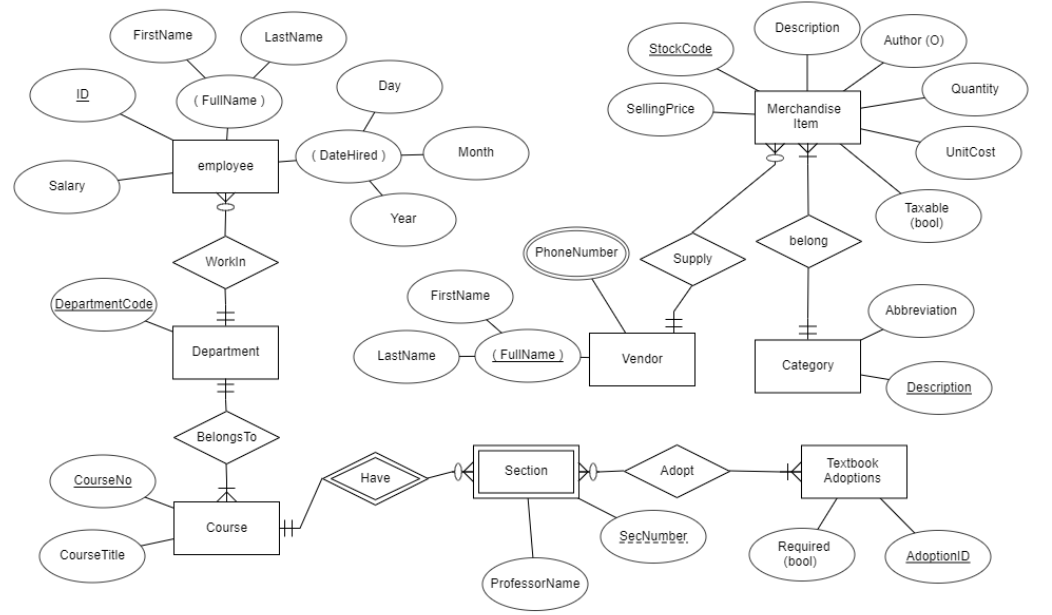 FirstName
LastName
ID
( FullName )
Day
( DateHired )
Month
employee
Salary
Year
WorkIn
DepartmentCode
Department
BelongsTo
CourseNo
Course
CourseTitle
Description
Author (O)
StockCode
Quantity
SellingPrice
Merchandise
Item
UnitCost
Taxable
(bool)
belong
PhoneNumber
Supply
FirstName
LastName
( FullName )
Vendor
Abbreviation
Category
Description
Have
Section
Adopt
Textbook
Adoptions
SecNumber
ProfessorName
Required
(bool)
AdoptionID